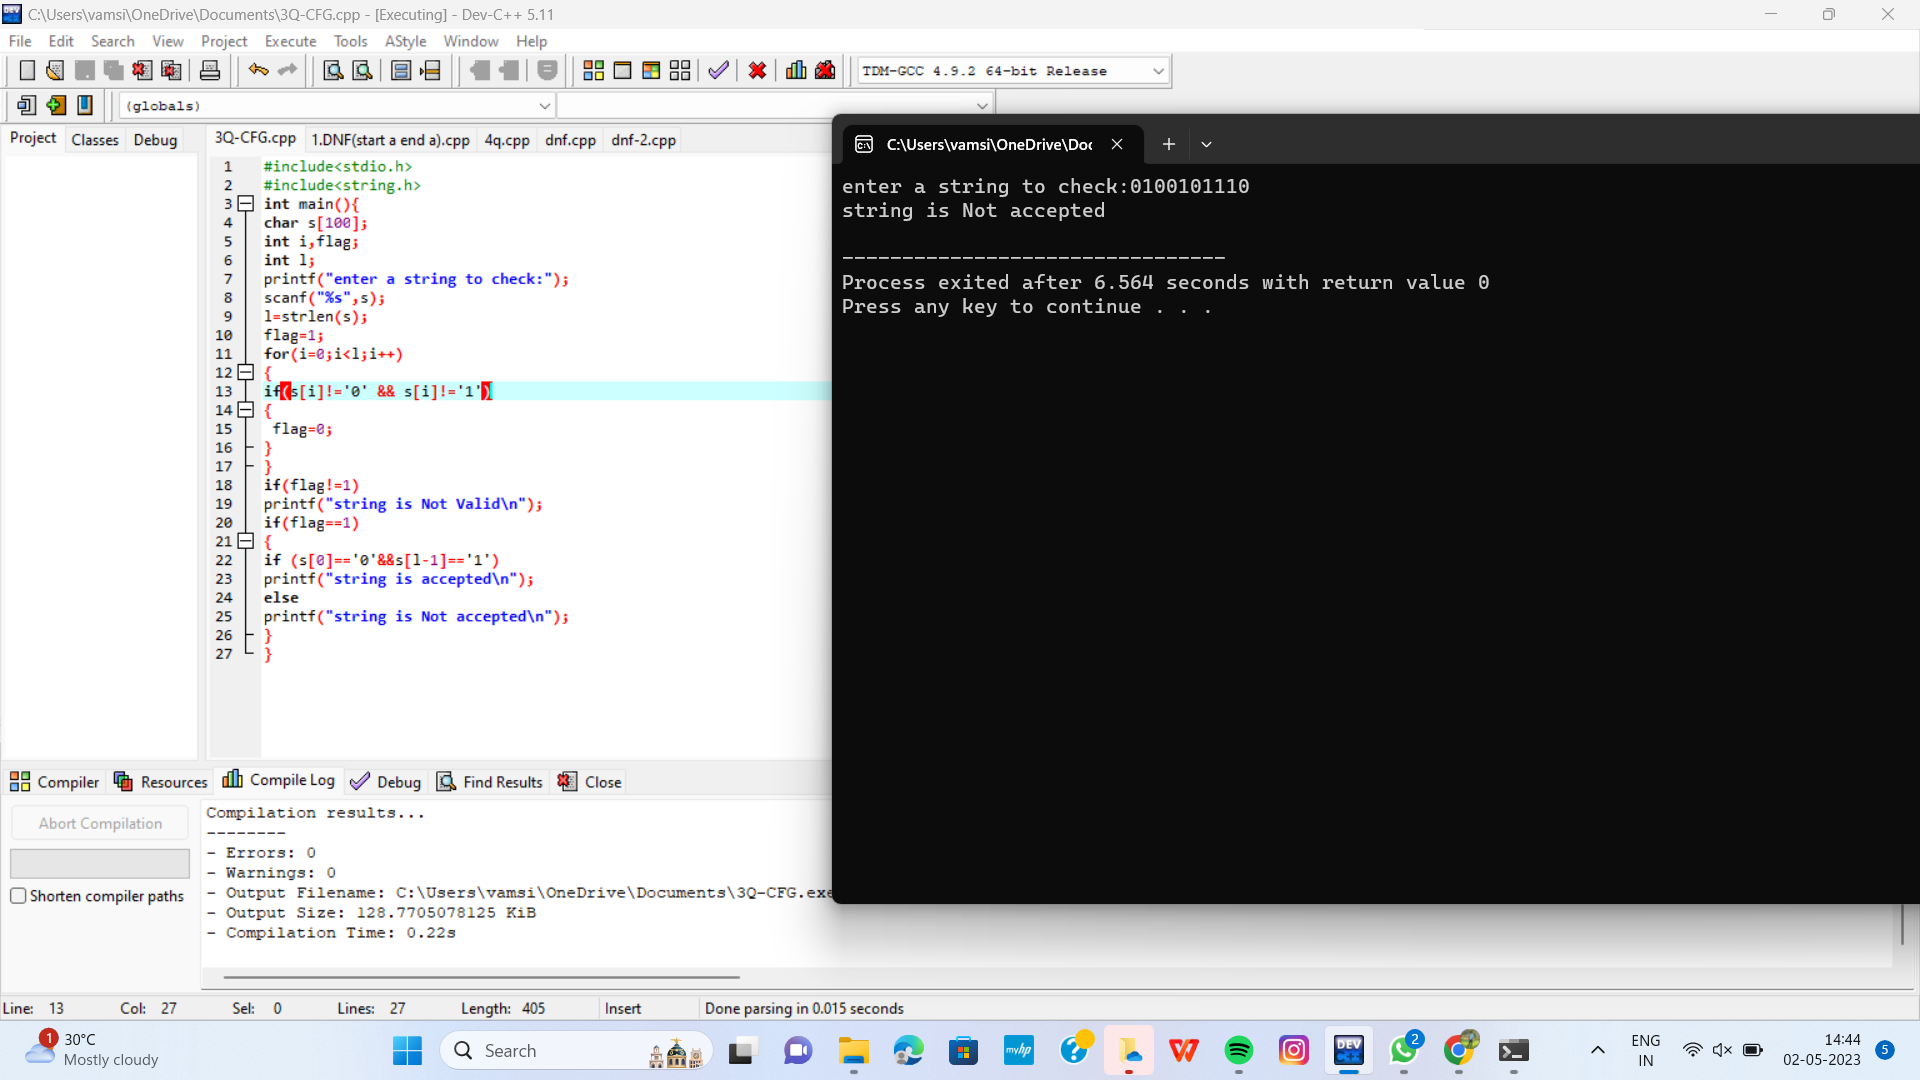 C:\Users\vamsi\OneDrive\Documents\3Q-CFG.cpp - [Executing] - Dev-C++ 5.11
File Edit Search View Project Execute Tools AStyle Window Help
TDM-GCC 4.9.2 64-bit Release
(globals)
Project Classes Debug
3Q-CFG.cpp 1.DNF(start a end a).cpp 4q.cpp dnf.cpp dnf-2.cpp
1 #include<stdio.h>
2 #include<string.h>
3 int main(){
4 char s[100];
5 int i,flag;
6 int l;
7 printf("enter a string to check:");
8 scanf("%s",s);
9 l=strlen(s);
10 flag=1;
11 for(i=0;i<l;i++)
12 {
13 if(s[i]!='0' && s[i]!='1')
14 {
15 flag=0;
16 }
17 }
18 if(flag!=1)
19 printf("string is Not Valid\n");
20 if(flag==1)
21 {
22 if (s[0]=='0'&&s[l-1]=='1')
23 printf("string is accepted\n");
24 else
25 printf("string is Not accepted\n");
26 }
27 }
C:\Users\vamsi\OneDrive\Doc
enter a string to check:0100101110
string is Not accepted
--------------------------------
Process exited after 6.564 seconds with return value 0
Press any key to continue . . .
Compiler Resources Compile Log Debug Find Results Close
Abort Compilation
Shorten compiler paths
Compilation results...
--------
- Errors: 0
- Warnings: 0
- Output Filename: C:\Users\vamsi\OneDrive\Documents\3Q-CFG.exe
- Output Size: 128.7705078125 KiB
- Compilation Time: 0.22s
Line: 13 Col: 27 Sel: 0 Lines: 27 Length: 405 Insert Done parsing in 0.015 seconds
1
30°C
Mostly cloudy
Search
myhp
DEV
C++
2
ENG
IN
14:44
02-05-2023
5